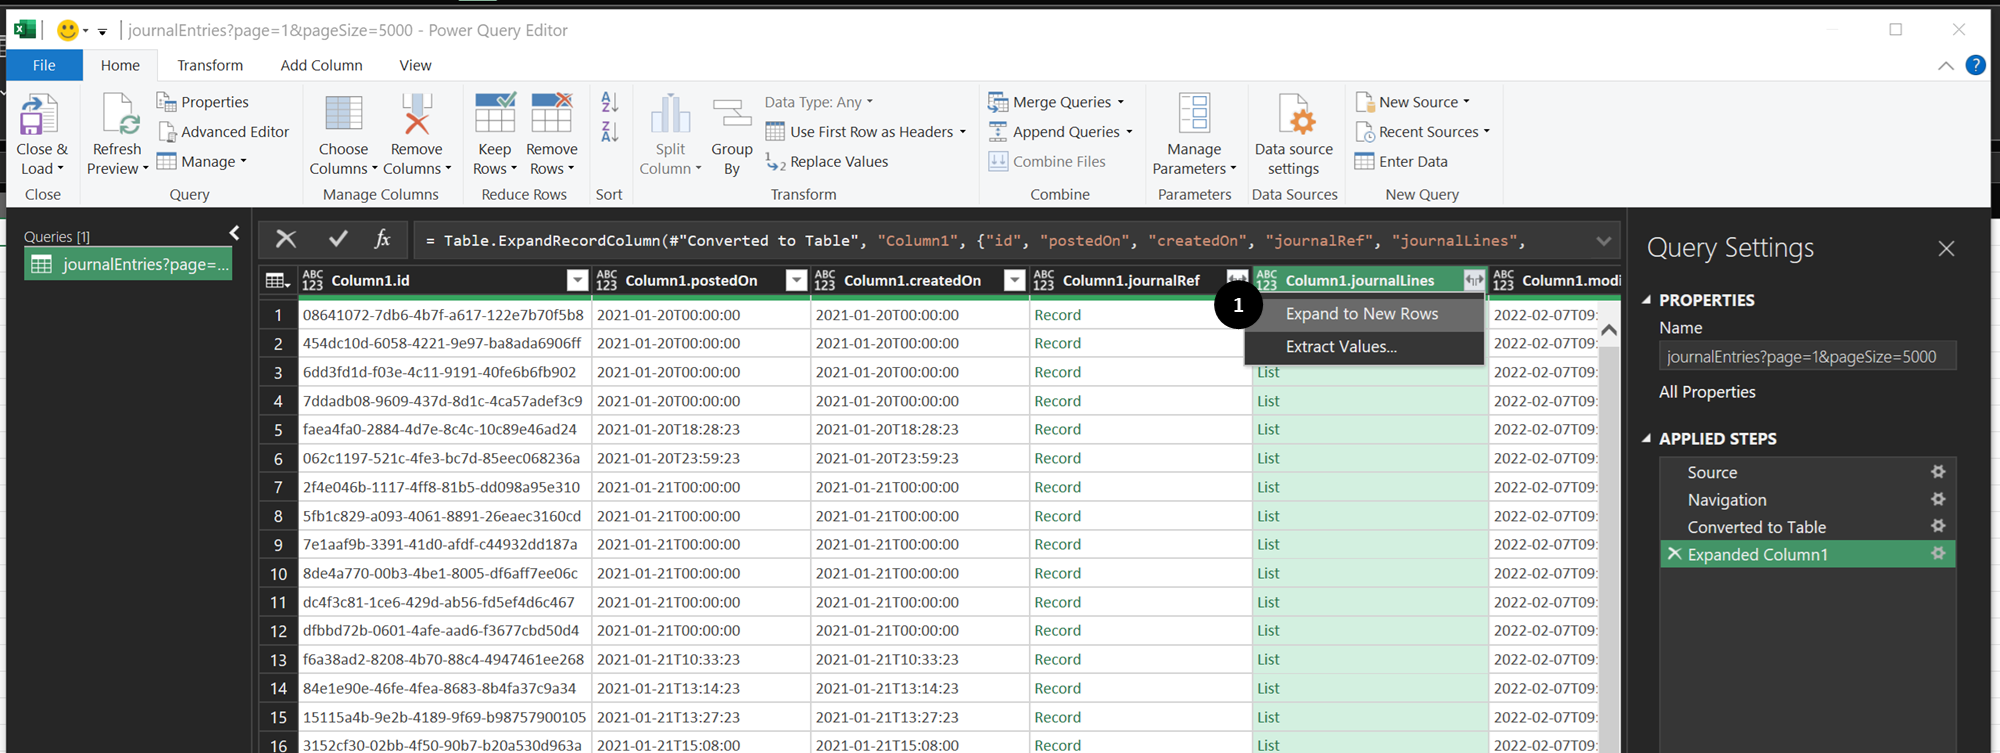 journalEntries?page=1&pageSize=5000 - Power Query Editor
File Home Transform Add Column View
Close & Load
Close
Refresh Preview
Properties
Advanced Editor
Manage
Query
Choose Columns
Remove Columns
Manage Columns
Keep Rows
Remove Rows
Reduce Rows
A Z
Z A
Sort
Split Column
Group By
Data Type: Any
Use First Row as Headers
1 2 Replace Values
Transform
Merge Queries
Append Queries
Combine Files
Combine
Manage Parameters
Parameters
Data source settings
Data Sources
New Source
Recent Sources
Enter Data
New Query
?
Queries [1]
journalEntries?page=...
fx = Table.ExpandRecordColumn(#"Converted to Table", "Column1", {"id", "postedOn", "createdOn", "journalRef", "journalLines",
ABC 123 Column1.id ABC 123 Column1.postedOn ABC 123 Column1.createdOn ABC 123 Column1.journalRef ABC 123 Column1.journalLines ABC 123 Column1.modi
1
Expand to New Rows
Extract Values...
1 08641072-7db6-4b7f-a617-122e7b70f5b8 2021-01-20T00:00:00 2021-01-20T00:00:00 Record 2022-02-07T09:
2 454dc10d-6058-4221-9e97-ba8ada6906ff 2021-01-20T00:00:00 2021-01-20T00:00:00 Record 2022-02-07T09:
3 6dd3fd1d-f03e-4c11-9191-40fe6b6fb902 2021-01-20T00:00:00 2021-01-20T00:00:00 Record List 2022-02-07T09:
4 7ddadb08-9609-437d-8d1c-4ca57adef3c9 2021-01-20T00:00:00 2021-01-20T00:00:00 Record List 2022-02-07T09:
5 faea4fa0-2884-4d7e-8c4c-10c89e46ad24 2021-01-20T18:28:23 2021-01-20T18:28:23 Record List 2022-02-07T09:
6 062c1197-521c-4fe3-bc7d-85eec068236a 2021-01-20T23:59:23 2021-01-20T23:59:23 Record List 2022-02-07T09:
7 2f4e046b-1117-4ff8-81b5-dd098a95e310 2021-01-21T00:00:00 2021-01-21T00:00:00 Record List 2022-02-07T09:
8 5fb1c829-a093-4061-8891-26eaec3160cd 2021-01-21T00:00:00 2021-01-21T00:00:00 Record List 2022-02-07T09:
9 7e1aaf9b-3391-41d0-afdf-c44932dd187a 2021-01-21T00:00:00 2021-01-21T00:00:00 Record List 2022-02-07T09:
10 8de4a770-00b3-4be1-8005-df6aff7ee06c 2021-01-21T00:00:00 2021-01-21T00:00:00 Record List 2022-02-07T09:
11 dc4f3c81-1ce6-429d-ab56-fd5ef4d6c467 2021-01-21T00:00:00 2021-01-21T00:00:00 Record List 2022-02-07T09:
12 dfbbd72b-0601-4afe-aad6-f3677cbd50d4 2021-01-21T00:00:00 2021-01-21T00:00:00 Record List 2022-02-07T09:
13 f6a38ad2-8208-4b70-88c4-4947461ee268 2021-01-21T10:33:23 2021-01-21T10:33:23 Record List 2022-02-07T09:
14 84e1e90e-46fe-4fea-8683-8b4fa37c9a34 2021-01-21T13:14:23 2021-01-21T13:14:23 Record List 2022-02-07T09:
15 15115a4b-9e2b-4189-9f69-b98757900105 2021-01-21T13:27:23 2021-01-21T13:27:23 Record List 2022-02-07T09:
16 3152cf30-02bb-4f50-90b7-b20a530d963a 2021-01-21T15:08:00 2021-01-21T15:08:00 Record List 2022-02-07T09:
Query Settings
PROPERTIES
Name
journalEntries?page=1&pageSize=5000
All Properties
APPLIED STEPS
Source
Navigation
Converted to Table
Expanded Column1